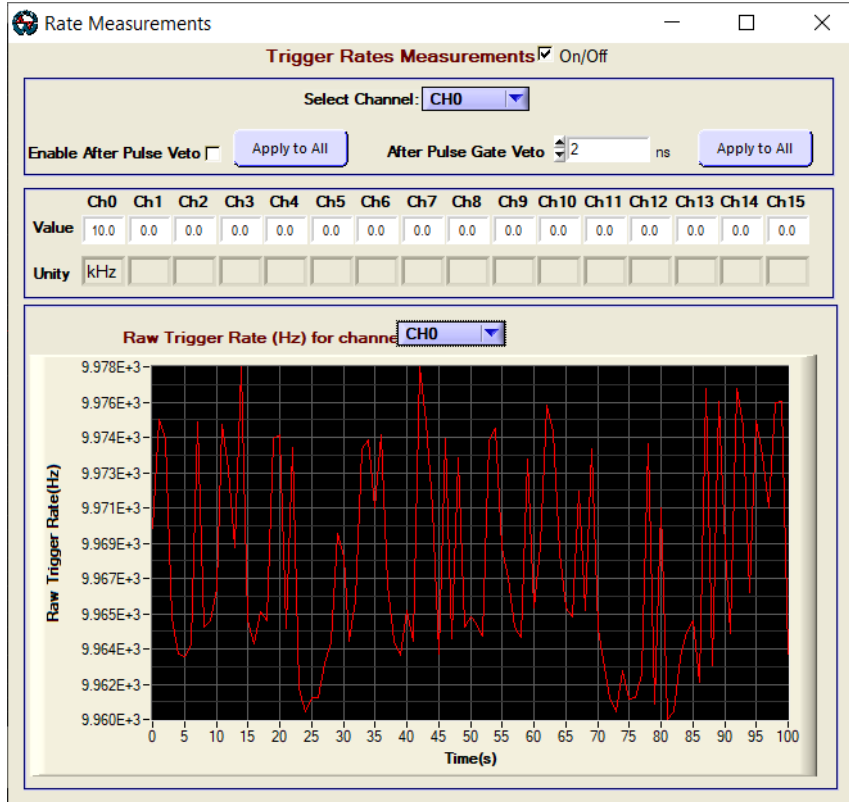 Rate Measurements
Trigger Rates Measurements On/Off
Select Channel: CH0
Enable After Pulse Veto Apply to All After Pulse Gate Veto 2 ns Apply to All
Ch0 Ch1 Ch2 Ch3 Ch4 Ch5 Ch6 Ch7 Ch8 Ch9 Ch10 Ch11 Ch12 Ch13 Ch14 Ch15
Value 10.0 0.0 0.0 0.0 0.0 0.0 0.0 0.0 0.0 0.0 0.0 0.0 0.0 0.0 0.0 0.0
Unity kHz
Raw Trigger Rate (Hz) for channe CH0
9.978E+3
9.976E+3
9.974E+3
9.973E+3
9.971E+3
9.969E+3
9.967E+3
9.965E+3
9.964E+3
9.962E+3
9.960E+3
Raw Trigger Rate(Hz)
0 5 10 15 20 25 30 35 40 45 50 55 60 65 70 75 80 85 90 95 100
Time(s)